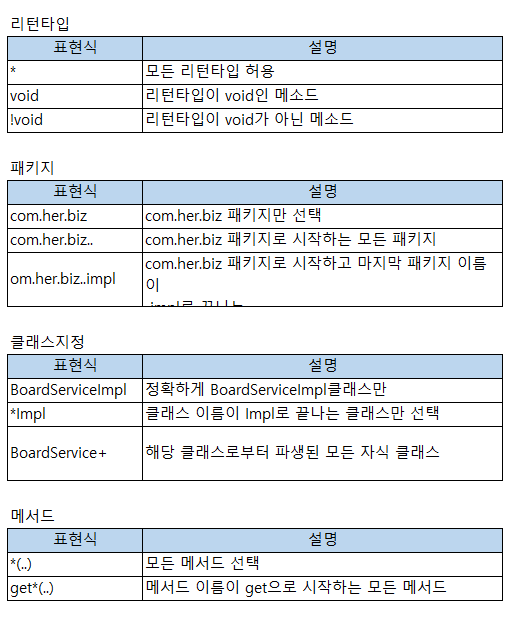 리턴타입
표현식 설명
* 모든 리턴타입 허용
void 리턴타입이 void인 메소드
!void 리턴타입이 void가 아닌 메소드
패키지
표현식 설명
com.her.biz com.her.biz 패키지만 선택
com.her.biz.. com.her.biz 패키지로 시작하는 모든 패키지
om.her.biz..impl com.her.biz 패키지로 시작하고 마지막 패키지 이름
이
클래스지정
표현식 설명
BoardServiceImpl 정확하게 BoardServiceImpl클래스만
*Impl 클래스 이름이 Impl로 끝나는 클래스만 선택
BoardService+ 해당 클래스로부터 파생된 모든 자식 클래스
메서드
표현식 설명
*(..) 모든 메서드 선택
get*(..) 메서드 이름이 get으로 시작하는 모든 메서드